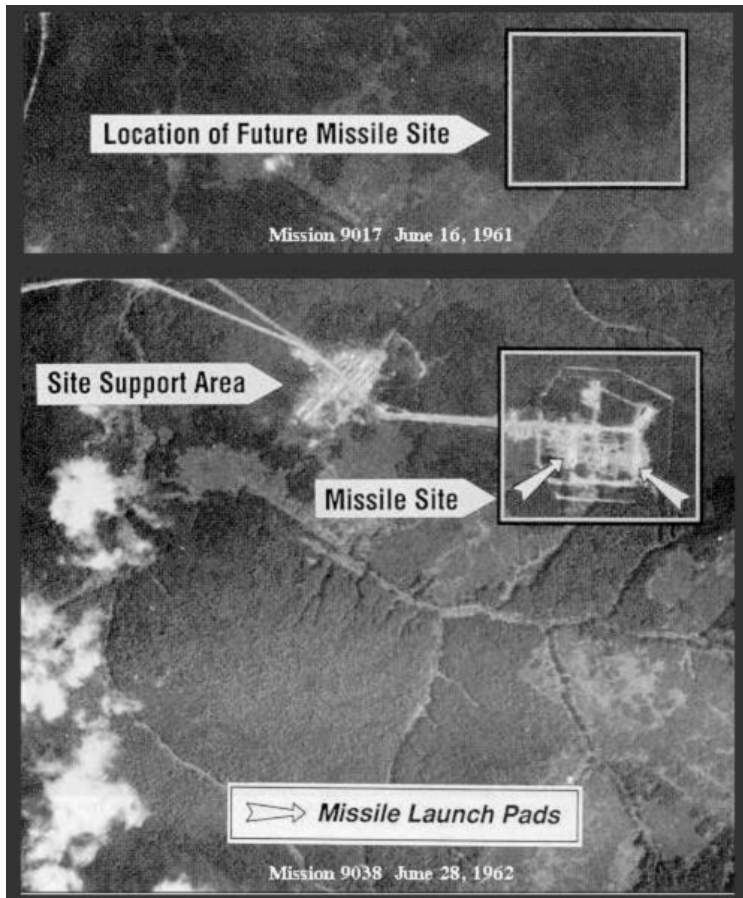 Location of Future Missile Site
Mission 9017 June 16, 1961
Site Support Area
Missile Site
Missile Launch Pads
Mission 9038 June 28, 1962